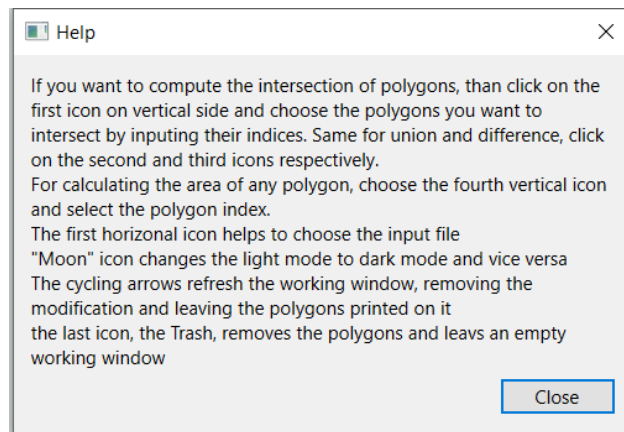 Help
If you want to compute the intersection of polygons, than click on the
first icon on vertical side and choose the polygons you want to
intersect by inputing their indices. Same for union and difference, click
on the second and third icons respectively.
For calculating the area of any polygon, choose the fourth vertical icon
and select the polygon index.
The first horizonal icon helps to choose the input file
"Moon" icon changes the light mode to dark mode and vice versa
The cycling arrows refresh the working window, removing the
modification and leaving the polygons printed on it
the last icon, the Trash, removes the polygons and leavs an empty
working window
Close